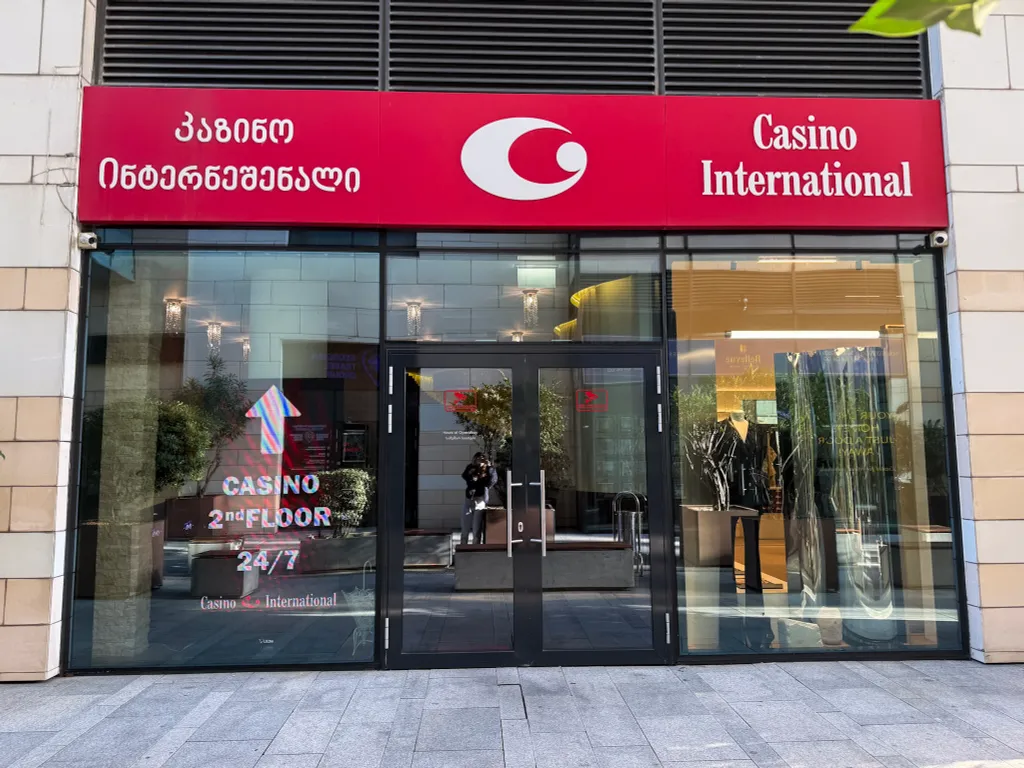 კაზინო
ინტერნეშენალი
Casino
International
CASINO
2nd FLOOR
24/7
Casino International